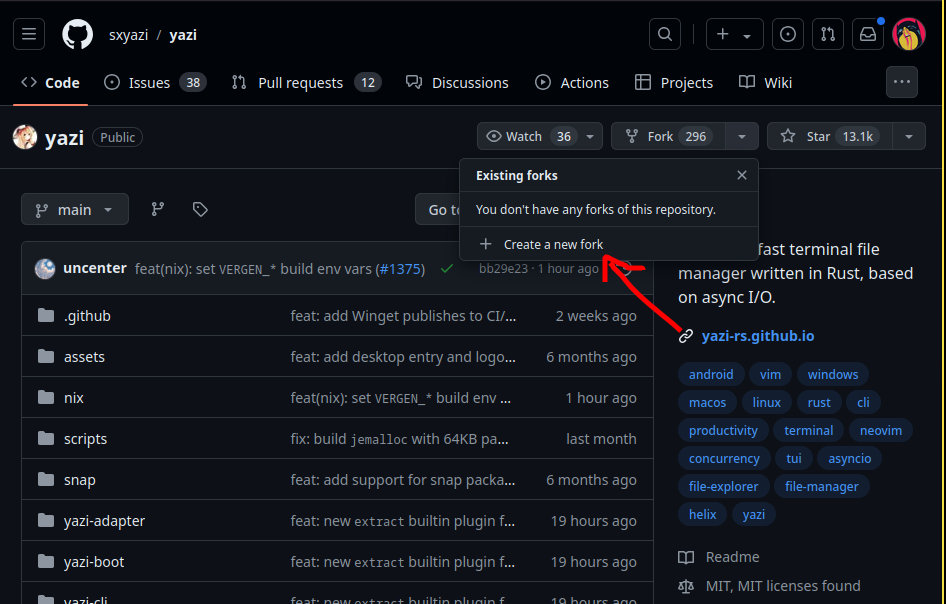 sxyazi / yazi
Code Issues 38 Pull requests 12 Discussions Actions Projects Wiki
yazi Public Watch 36 Fork 296 Star 13.1k
Existing forks
You don't have any forks of this repository.
+ Create a new fork
main Go to
uncenter feat(nix): set VERGEN_* build env vars (#1375) bb29e23 · 1 hour ago
.github feat: add Winget publishes to CI/... 2 weeks ago
assets feat: add desktop entry and logo... 6 months ago
nix feat(nix): set VERGEN_* build env ... 1 hour ago
scripts fix: build jemalloc with 64KB pa... last month
snap feat: add support for snap packa... 6 months ago
yazi-adapter feat: new extract builtin plugin f... 19 hours ago
yazi-boot feat: new extract builtin plugin f... 19 hours ago
yazi-cli feat: new extract builtin plugin f... 19 hours ago
fast terminal file
manager written in Rust, based
on async I/O.
yazi-rs.github.io
android vim windows
macos linux rust cli
productivity terminal neovim
concurrency tui asyncio
file-explorer file-manager
helix yazi
Readme
MIT, MIT licenses found